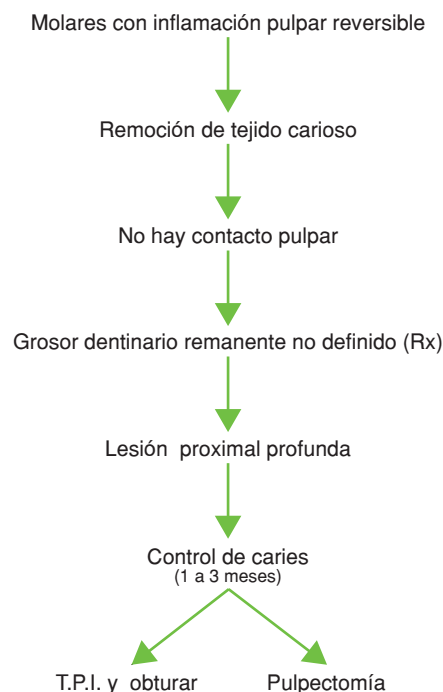 Molares con inflamación pulpar reversible
Remoción de tejido carioso
No hay contacto pulpar
Grosor dentinario remanente no definido (Rx)
Lesión proximal profunda
Control de caries
(1 a 3 meses)
T.P.I. y obturar Pulpectomía